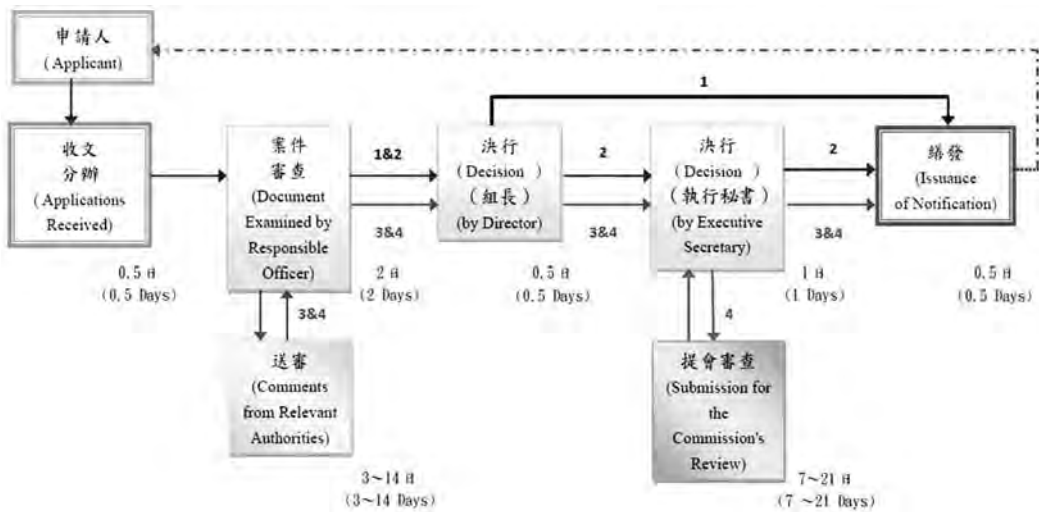 申請人
(Applicant)
收文
分辦
(Applications
Received)
0.5 日
(0.5 Days)
案件
審查
(Document
Examined by
Responsible
Officer)
2 日
(2 Days)
1&2
3&4
3&4
送審
(Comments
from Relevant
Authorities)
3～14 日
(3～14 Days)
決行
(Decision )
（組長）
(by Director)
0.5 日
(0.5 Days)
1
2
3&4
決行
(Decision )
（執行秘書）
(by Executive
Secretary)
1 日
(1 Days)
2
3&4
4
提會審查
(Submission for
the
Commission's
Review)
7～21 日
(7 ～21 Days)
繕發
(Issuance
of Notification)
0.5 日
(0.5 Days)